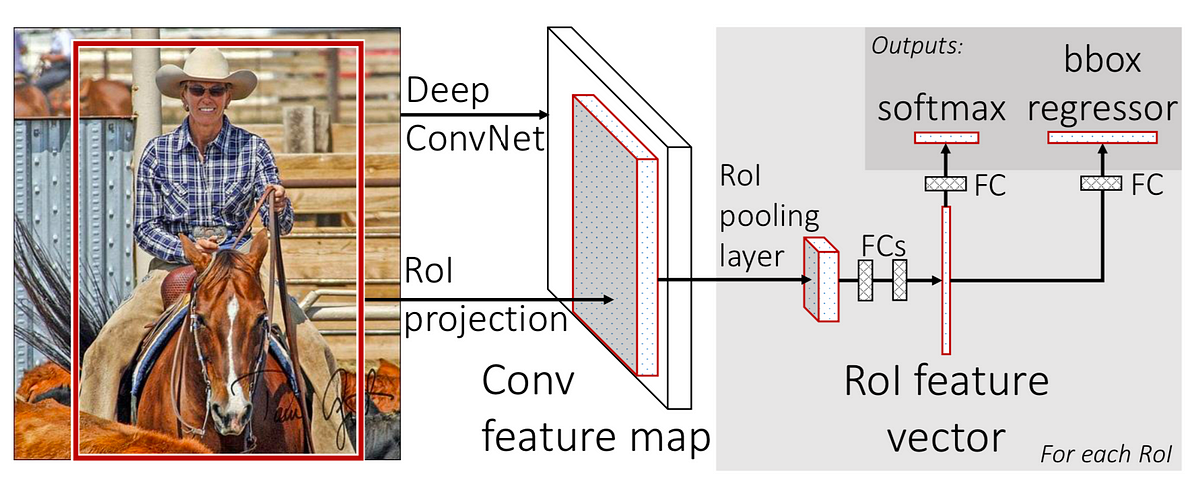 Deep
ConvNet
RoI
projection
Conv
feature map
RoI
pooling
layer
FCs
Outputs:
softmax
bbox
regressor
FC
FC
RoI feature
vector
For each RoI